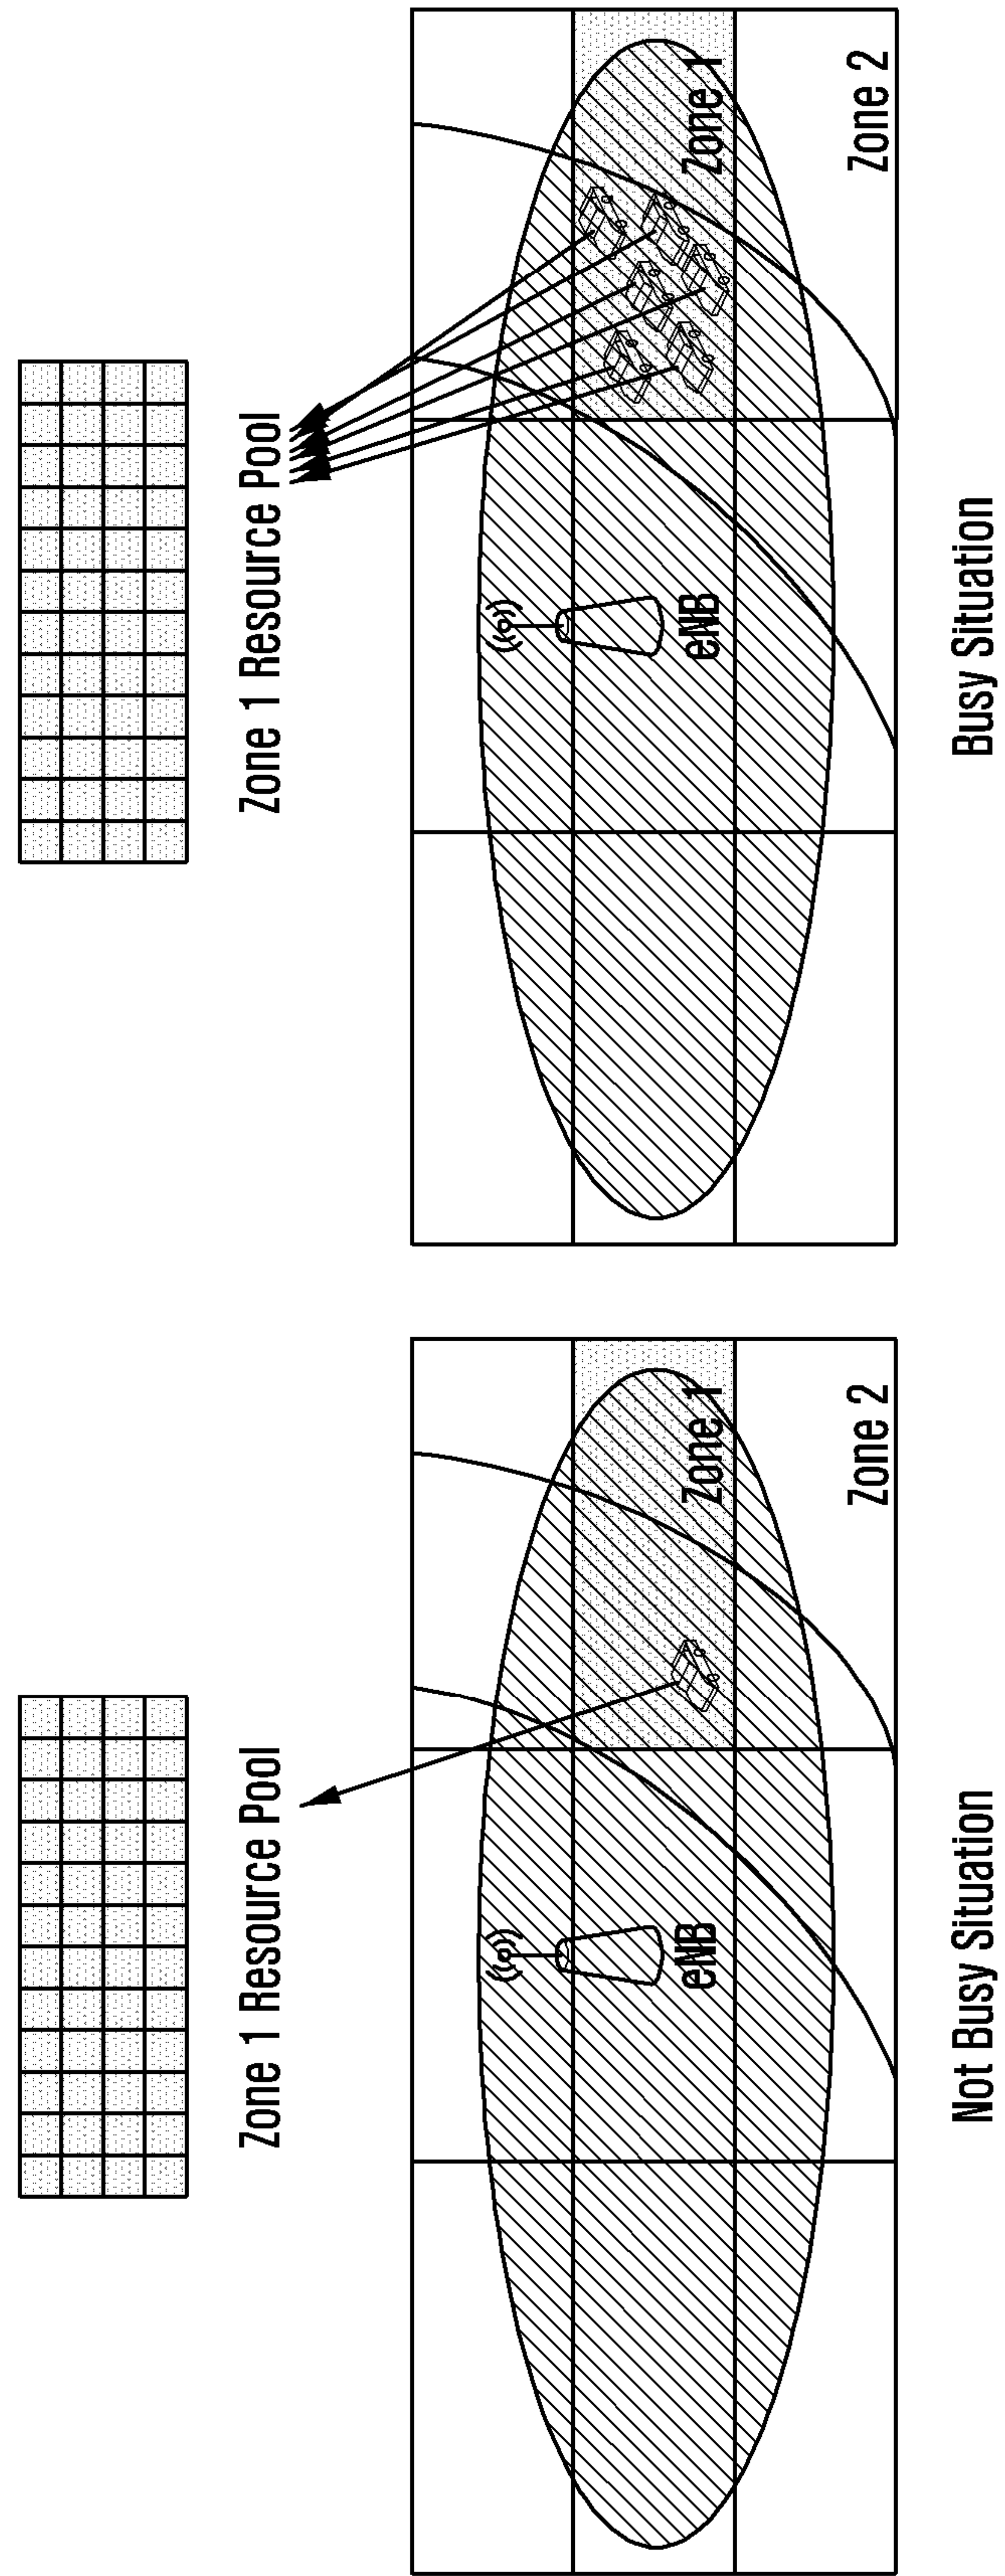 Zone 1 Resource Pool
eNB
Zone 1
Zone 2
Not Busy Situation
Zone 1 Resource Pool
eNB
Zone 1
Zone 2
Busy Situation